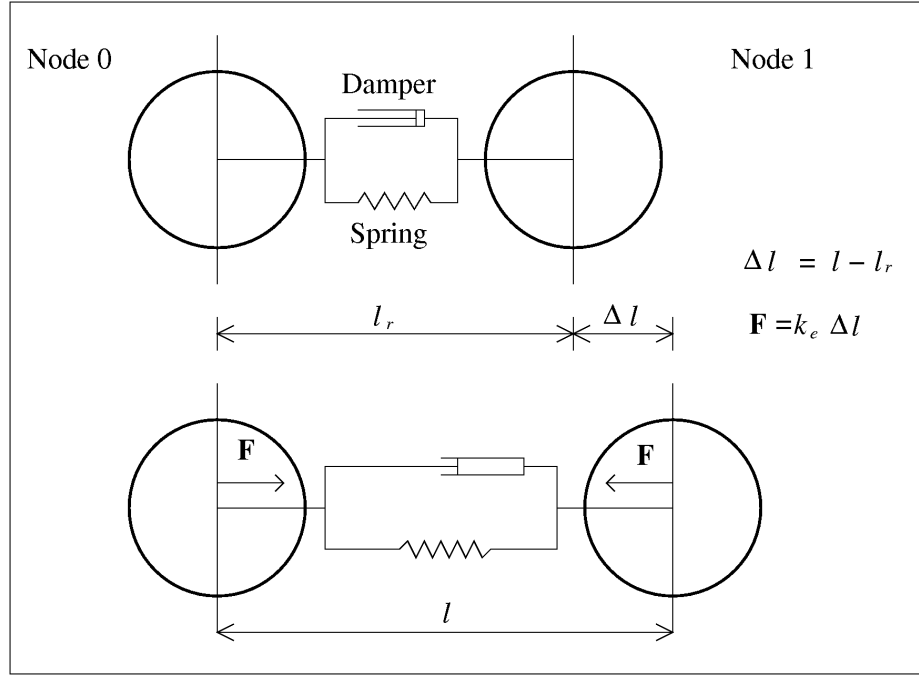 Node 0
Node 1
Damper
Spring
Δl = l − lᵣ
lᵣ
Δl
F =kₑ Δl
F
F
l